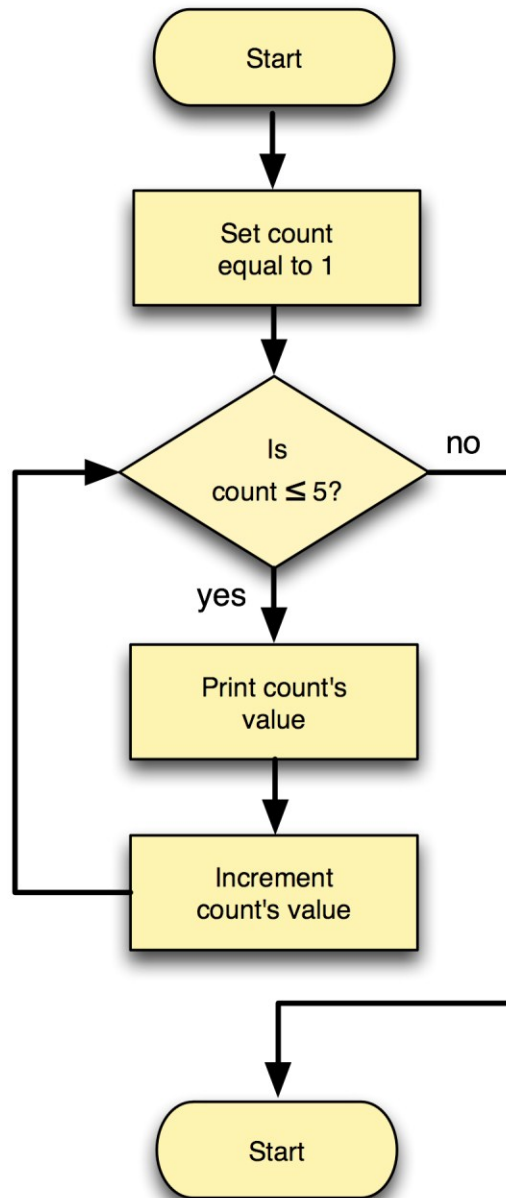 Start
Set count
equal to 1
Is
count ≤ 5?
no
yes
Print count's
value
Increment
count's value
Start